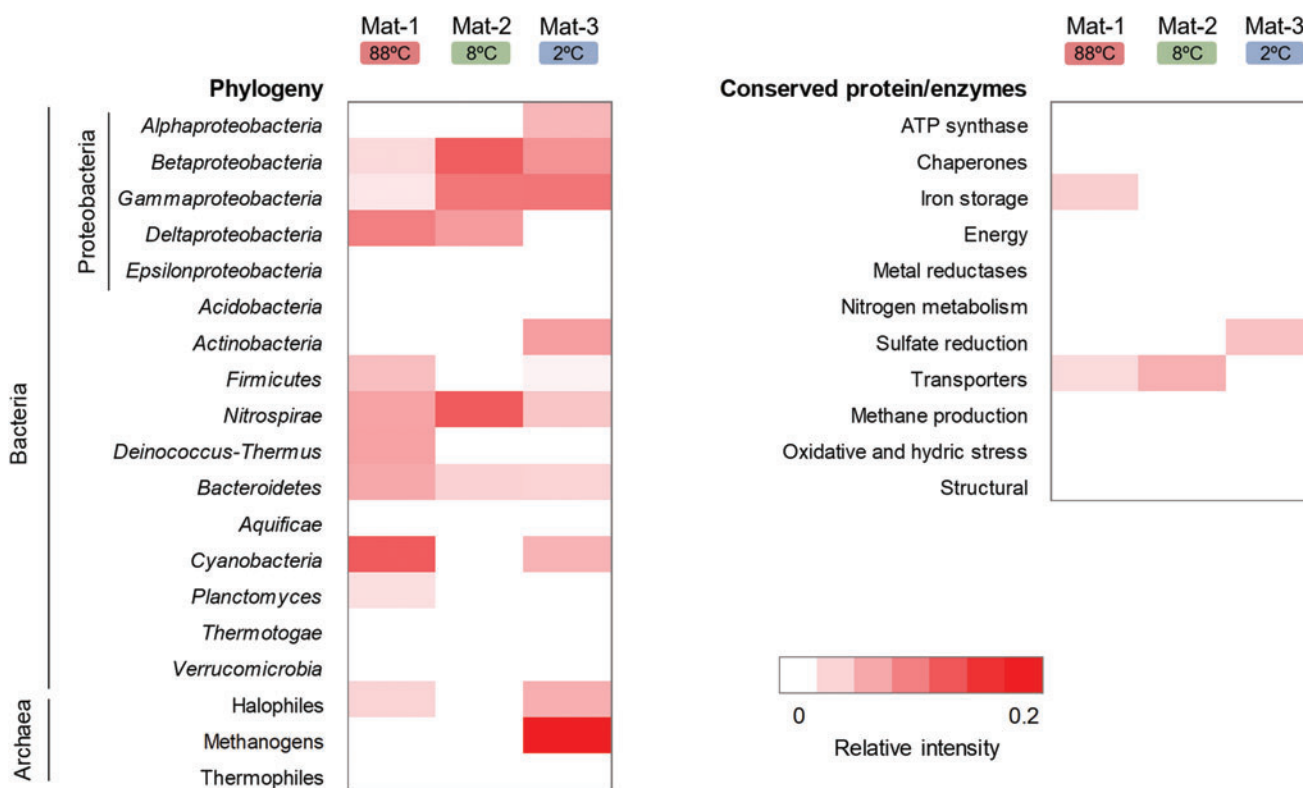 Mat-1 Mat-2 Mat-3
88ºC 8ºC 2ºC
Phylogeny
Bacteria
Proteobacteria
Alphaproteobacteria
Betaproteobacteria
Gammaproteobacteria
Deltaproteobacteria
Epsilonproteobacteria
Acidobacteria
Actinobacteria
Firmicutes
Nitrospirae
Deinococcus-Thermus
Bacteroidetes
Aquificae
Cyanobacteria
Planctomyces
Thermotogae
Verrucomicrobia
Archaea
Halophiles
Methanogens
Thermophiles
Mat-1 Mat-2 Mat-3
88ºC 8ºC 2ºC
Conserved protein/enzymes
ATP synthase
Chaperones
Iron storage
Energy
Metal reductases
Nitrogen metabolism
Sulfate reduction
Transporters
Methane production
Oxidative and hydric stress
Structural
0 0.2
Relative intensity